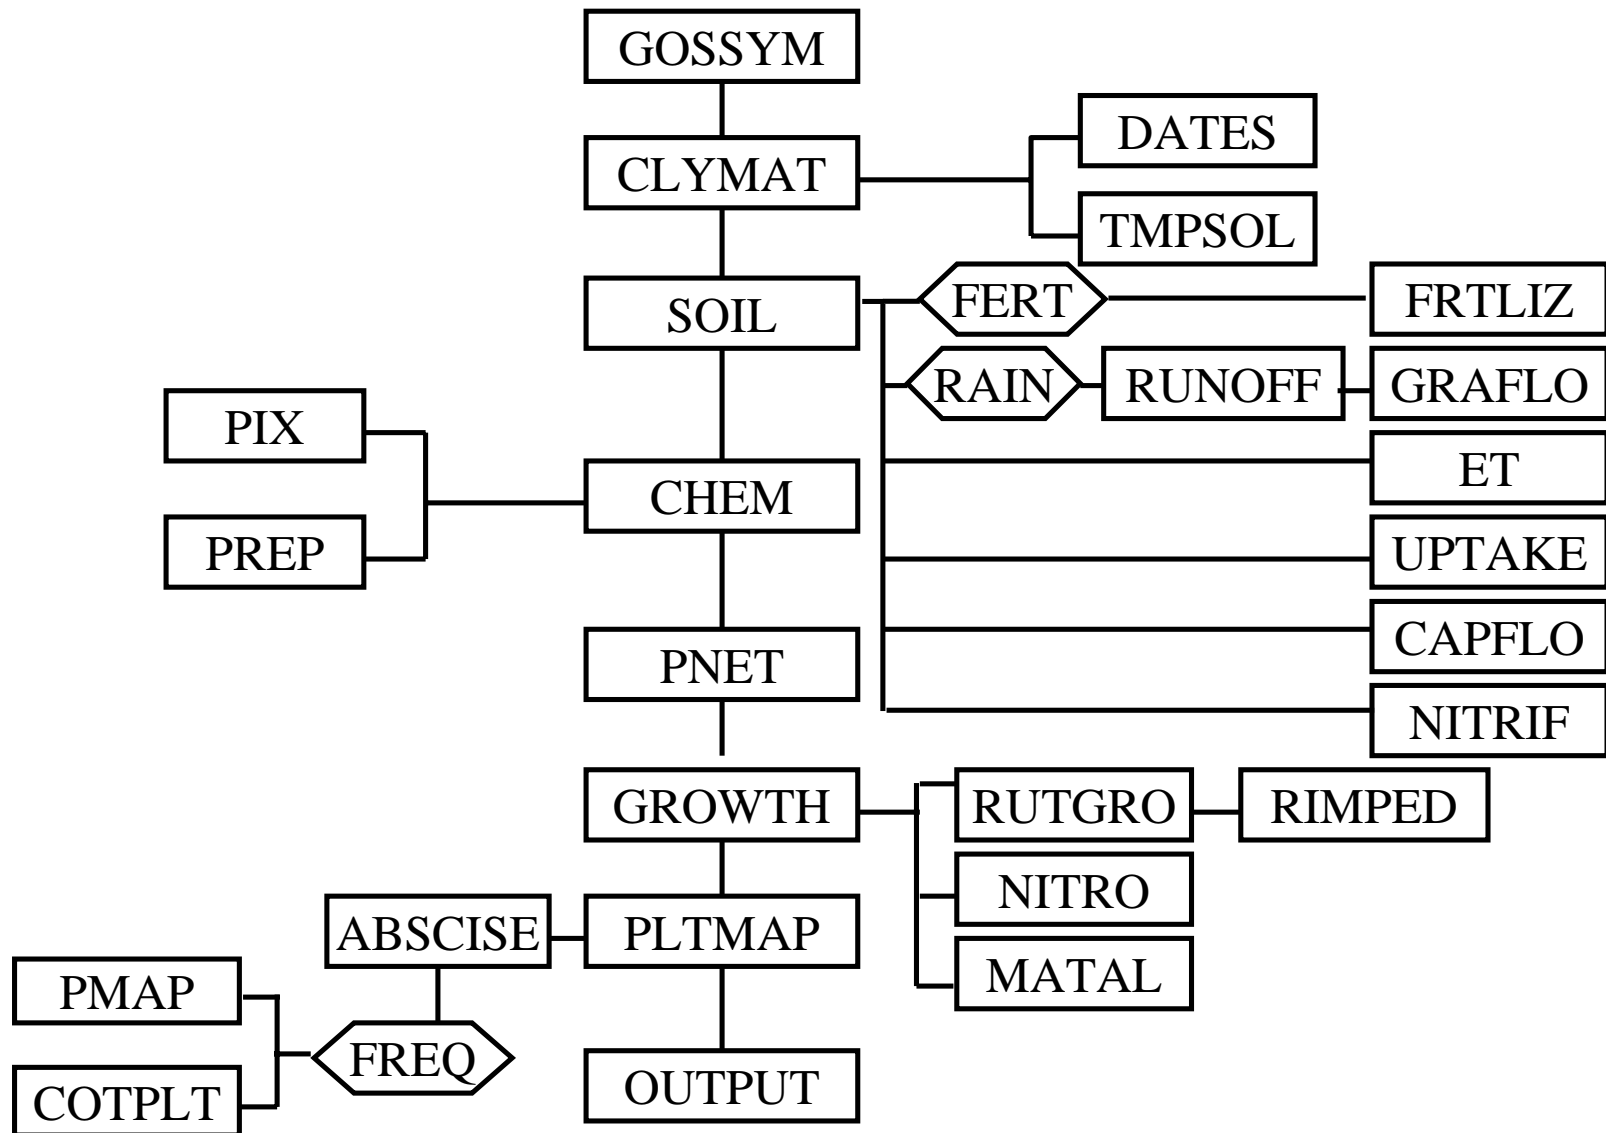 GOSSYM
DATES
CLYMAT
TMPSOL
FERT
FRTLIZ
SOIL
RAIN
RUNOFF
GRAFLO
PIX
ET
CHEM
PREP
UPTAKE
CAPFLO
PNET
NITRIF
GROWTH
RUTGRO
RIMPED
NITRO
ABSCISE
PLTMAP
MATAL
PMAP
FREQ
OUTPUT
COTPLT